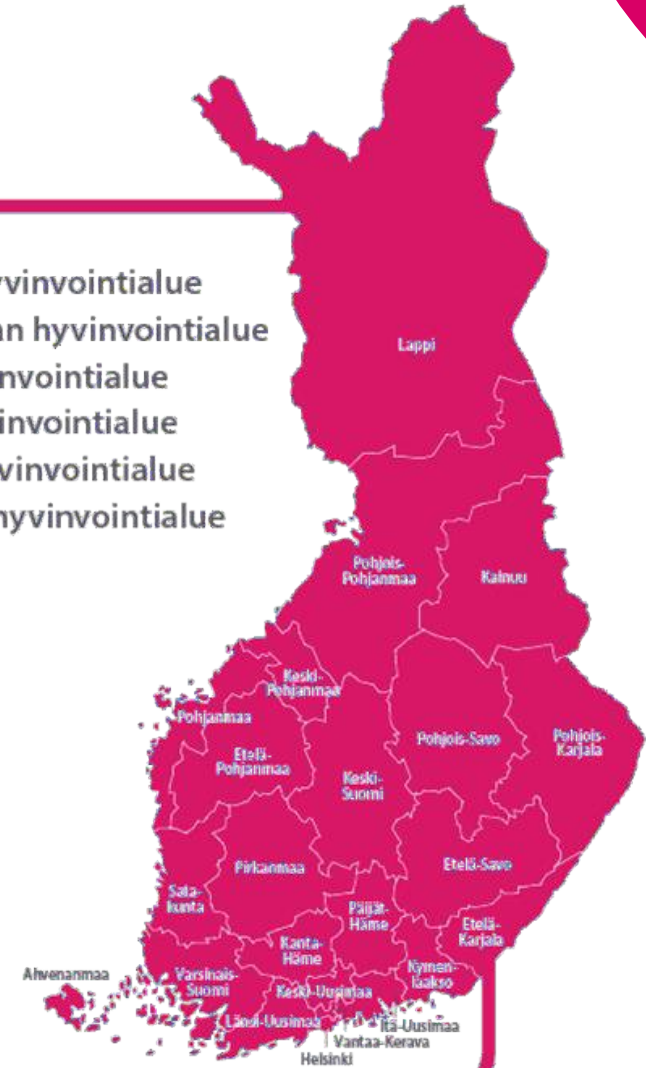 vinvointialue
an hyvinvointialue
nvointialue
invointialue
vinvointialue
hyvinvointialue
Lappi
Pohjois-
Pohjanmaa
Kainuu
Keski-
Pohjanmaa
Pohjanmaa
Etelä-
Pohjanmaa
Keski-
Suomi
Pohjois-Savo
Pohjois-
Karjala
Pirkanmaa
Etelä-Savo
Sata-
kunta
Päijät-
Häme
Etelä-
Karjala
Kanta-
Häme
Kymen-
laakso
Ahvenanmaa
Varsinais-
Suomi
Keski-Uusimaa
Länsi-Uusimaa
Itä-Uusimaa
Vantaa-Kerava
Helsinki